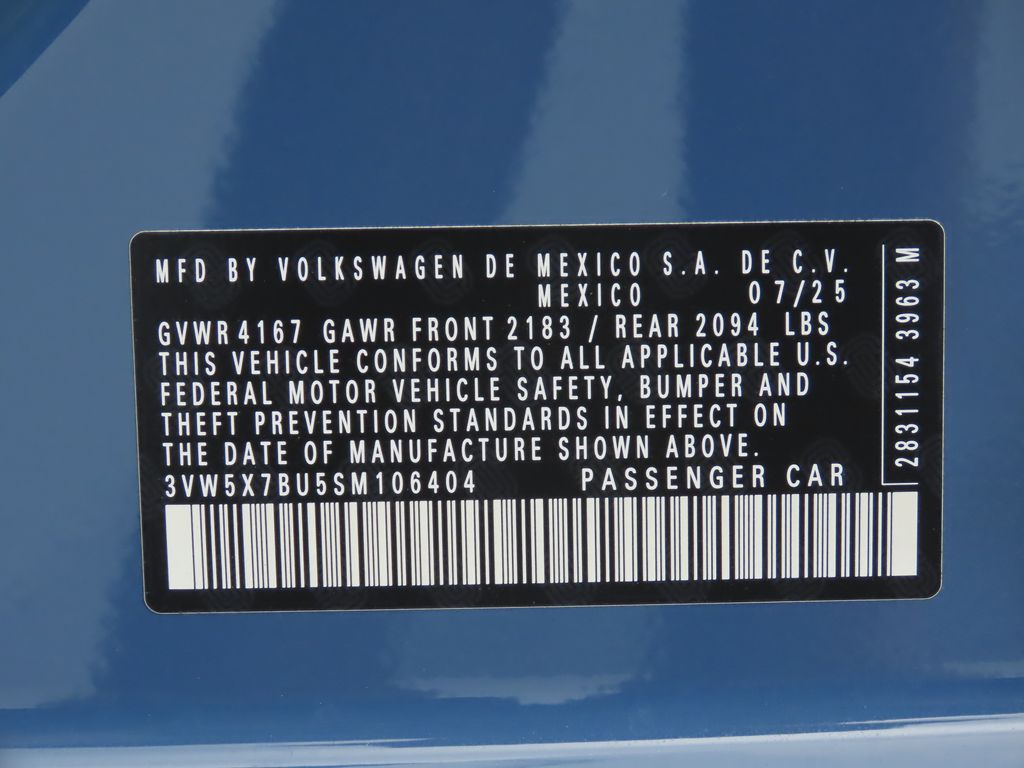 MFD BY VOLKSWAGEN DE MEXICO S.A. DE C.V.
MEXICO 07/25
GVWR 4167 GAWR FRONT 2183 / REAR 2094 LBS
THIS VEHICLE CONFORMS TO ALL APPLICABLE U.S.
FEDERAL MOTOR VEHICLE SAFETY, BUMPER AND
THEFT PREVENTION STANDARDS IN EFFECT ON
THE DATE OF MANUFACTURE SHOWN ABOVE.
3VW5X7BU5SM106404 PASSENGER CAR
2831154 3963 M